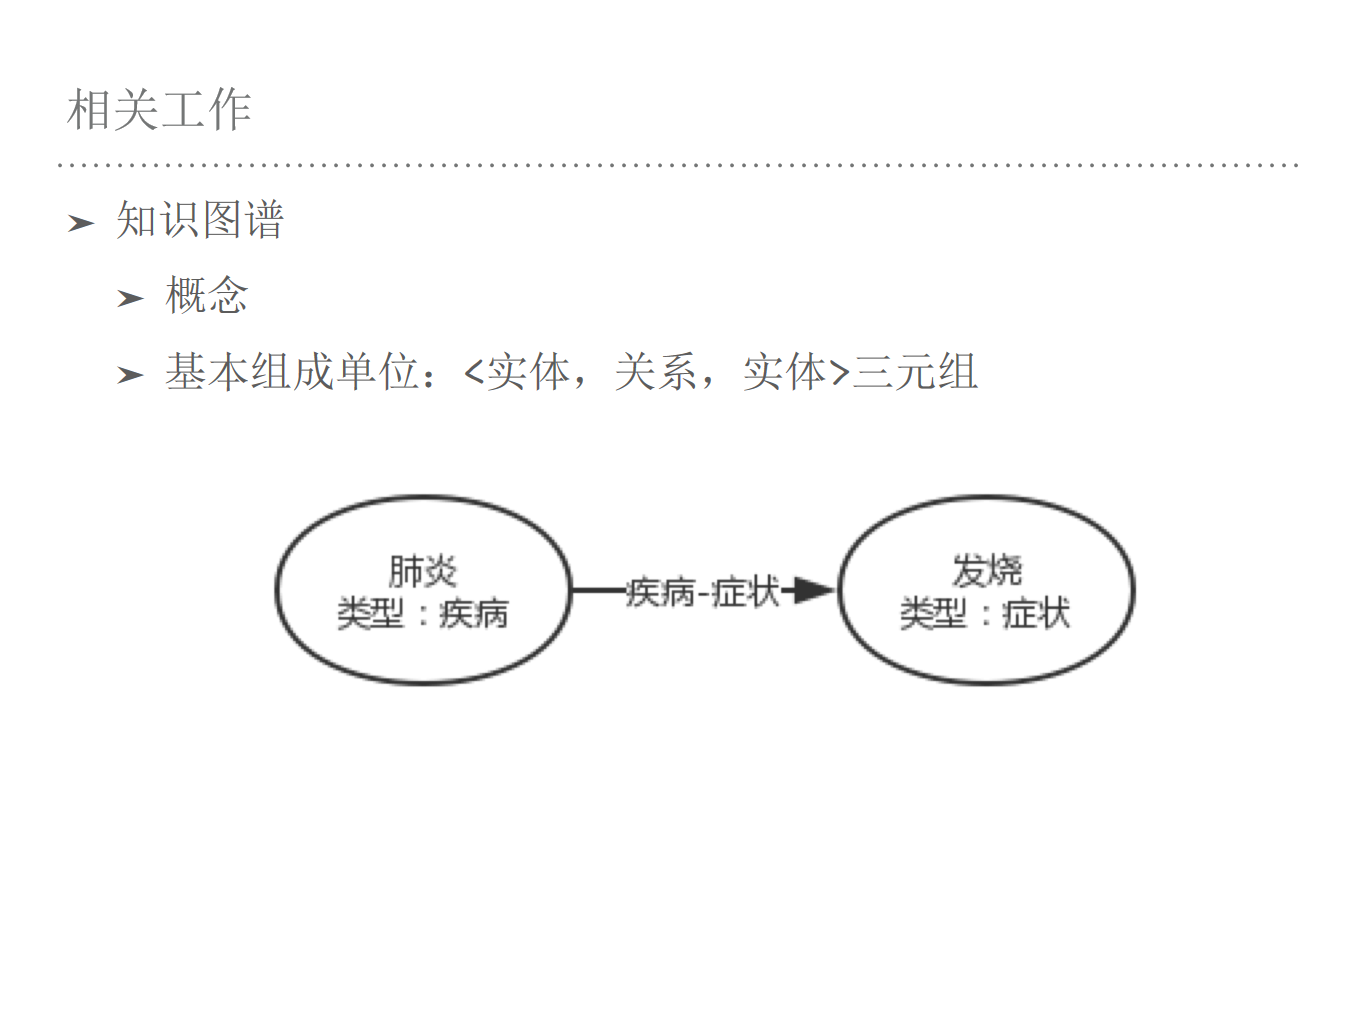 相关工作
➤ 知识图谱
➤ 概念
➤ 基本组成单位：<实体，关系，实体>三元组
肺炎
类型：疾病
疾病-症状
发烧
类型：症状